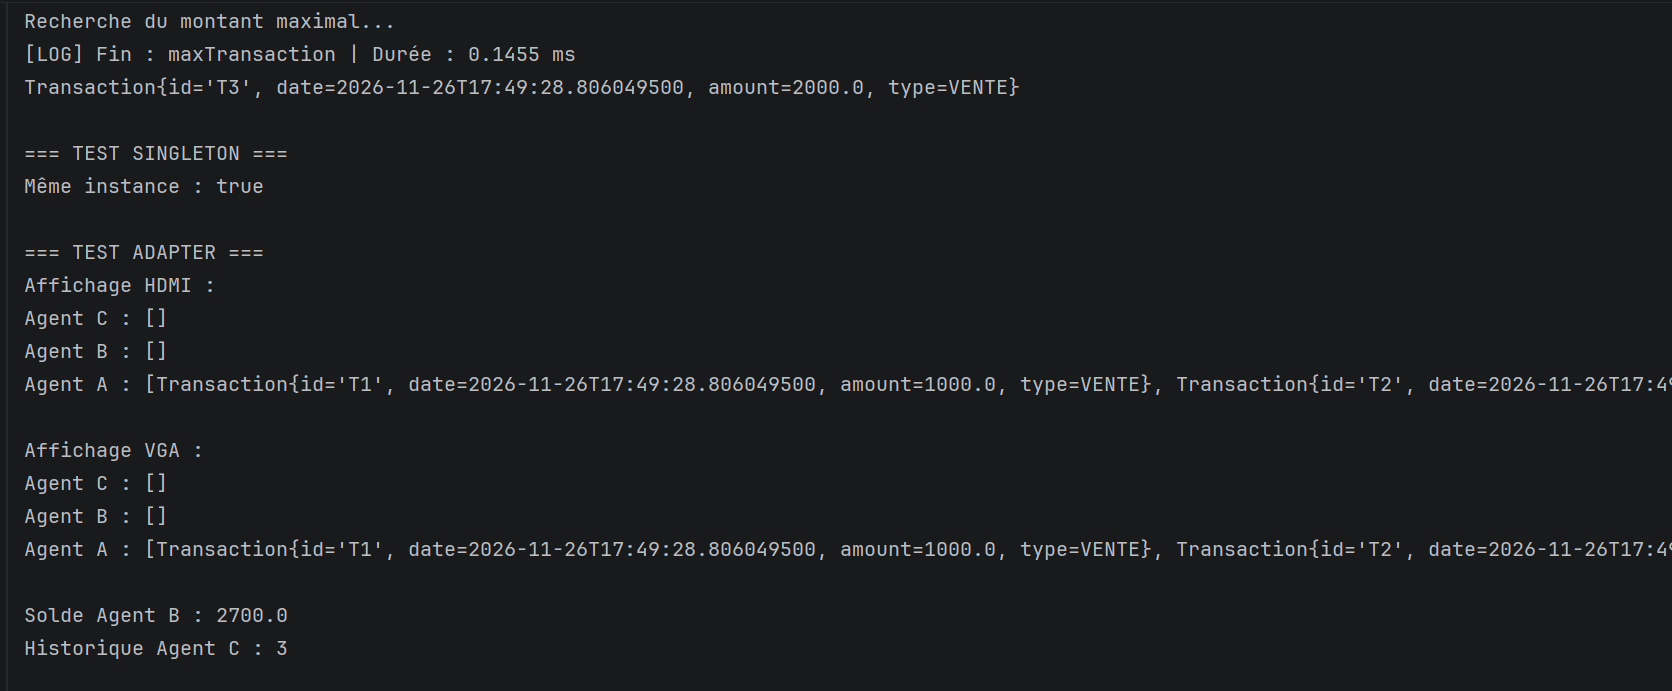 Recherche du montant maximal...
[LOG] Fin : maxTransaction | Durée : 0.1455 ms
Transaction{id='T3', date=2026-11-26T17:49:28.806049500, amount=2000.0, type=VENTE}
=== TEST SINGLETON ===
Même instance : true
=== TEST ADAPTER ===
Affichage HDMI :
Agent C : []
Agent B : []
Agent A : [Transaction{id='T1', date=2026-11-26T17:49:28.806049500, amount=1000.0, type=VENTE}, Transaction{id='T2', date=2026-11-26T17:49
Affichage VGA :
Agent C : []
Agent B : []
Agent A : [Transaction{id='T1', date=2026-11-26T17:49:28.806049500, amount=1000.0, type=VENTE}, Transaction{id='T2', date=2026-11-26T17:49
Solde Agent B : 2700.0
Historique Agent C : 3